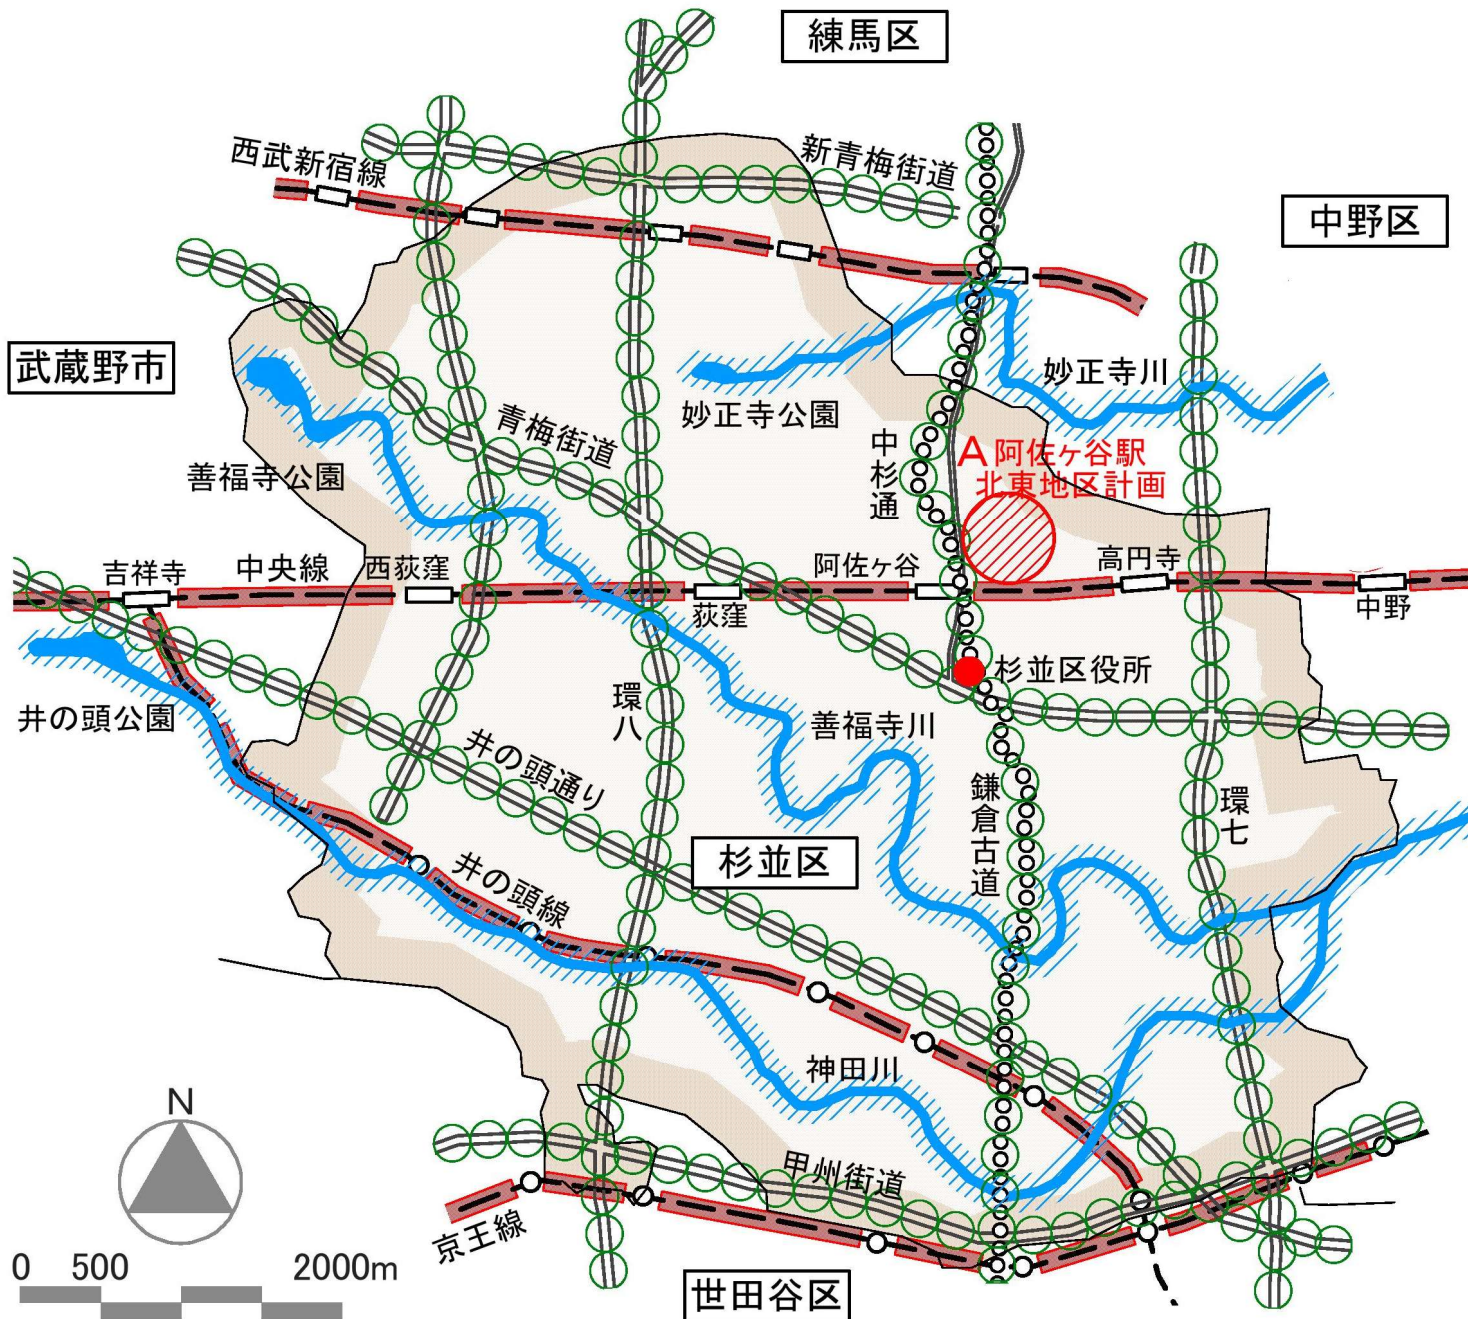 練馬区
西武新宿線
新青梅街道
中野区
武蔵野市
妙正寺川
妙正寺公園
青梅街道
中杉通
A 阿佐ヶ谷駅
北東地区計画
善福寺公園
吉祥寺
中央線
西荻窪
荻窪
阿佐ヶ谷
高円寺
中野
井の頭公園
杉並区役所
環八
善福寺川
井の頭通り
鎌倉古道
環七
杉並区
井の頭線
神田川
甲州街道
京王線
世田谷区
N
0 500 2000m